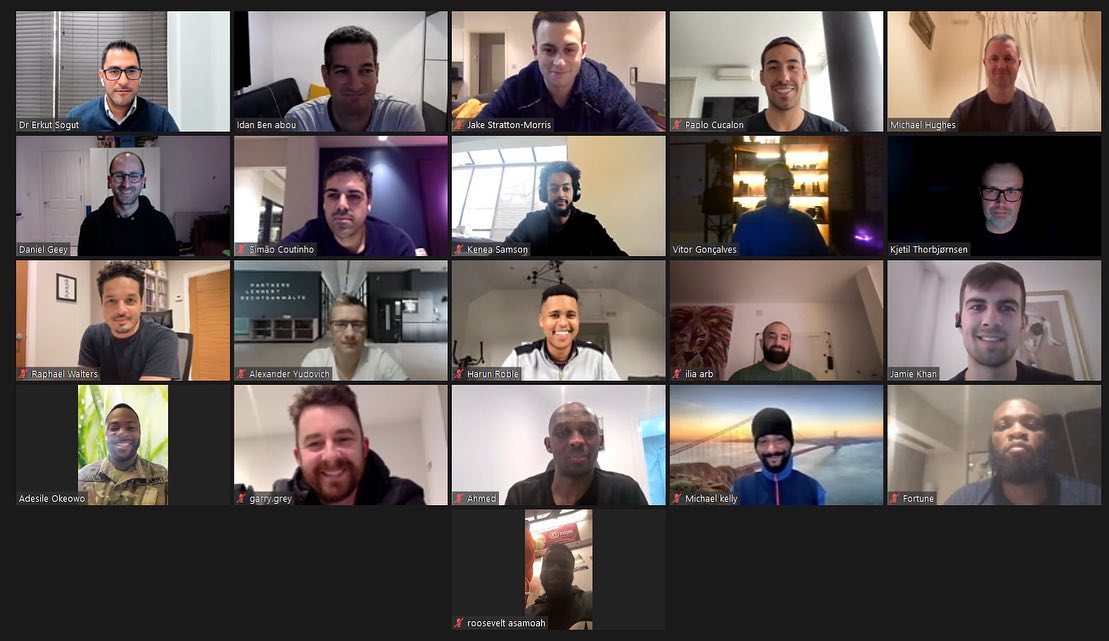 Dr Erkut Sogut
Idan Ben abou
Jake Stratton-Morris
Paolo Cucalon
Michael Hughes
Daniel Geey
Simão Coutinho
Kenea Samson
Vitor Gonçalves
Kjetil Thorbjørnsen
Raphael Walters
PARTNERS
LENNERT
RECHTSANWÄLTE
Alexander Yudovich
Harun Roble
ilia arb
Jamie Khan
ARMY
Adesile Okeowo
garry.grey
Ahmed
Michael kelly
Fortune
roosevelt asamoah